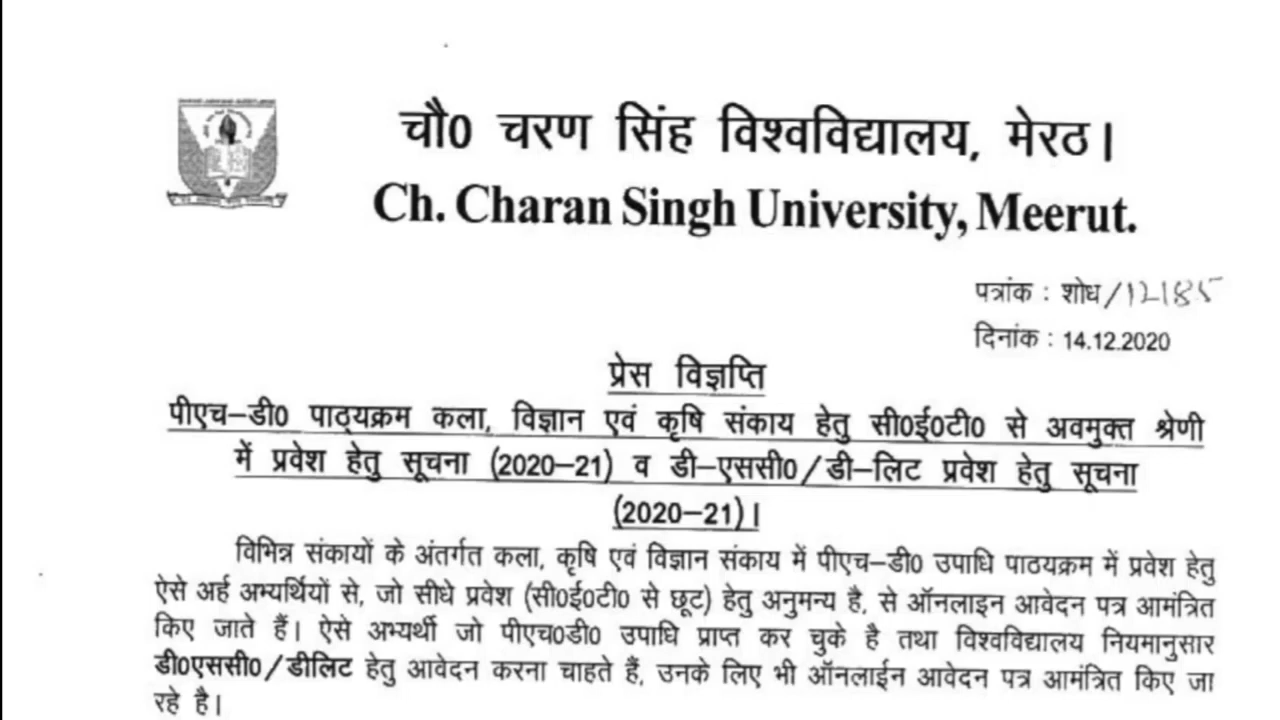 चौ0 चरण सिंह विश्वविद्यालय, मेरठ।
Ch. Charan Singh University, Meerut.
पत्रांक : शोध/12185
दिनांक : 14.12.2020
प्रेस विज्ञप्ति
पीएच–डी0 पाठ्यक्रम कला, विज्ञान एवं कृषि संकाय हेतु सी0ई0टी0 से अवमुक्त श्रेणी
में प्रवेश हेतु सूचना (2020–21) व डी–एससी0/डी–लिट प्रवेश हेतु सूचना
(2020–21)।
विभिन्न संकायों के अंतर्गत कला, कृषि एवं विज्ञान संकाय में पीएच–डी0 उपाधि पाठयक्रम में प्रवेश हेतु
ऐसे अर्ह अभ्यर्थियों से, जो सीधे प्रवेश (सी0ई0टी0 से छूट) हेतु अनुमन्य है, से ऑनलाइन आवेदन पत्र आमंत्रित
किए जाते हैं। ऐसे अभ्यर्थी जो पीएच0डी0 उपाधि प्राप्त कर चुके है तथा विश्वविद्यालय नियमानुसार
डी0एससी0/डीलिट हेतु आवेदन करना चाहते हैं, उनके लिए भी ऑनलाईन आवेदन पत्र आमंत्रित किए जा
रहे है।